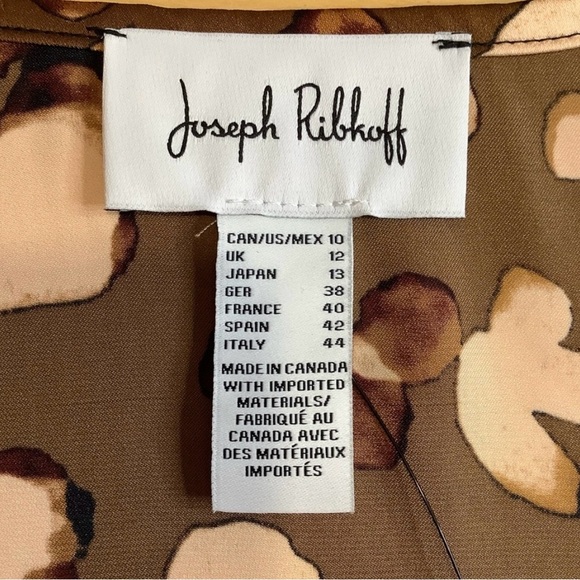 Joseph Ribkoff
CAN/US/MEX 10
UK 12
JAPAN 13
GER 38
FRANCE 40
SPAIN 42
ITALY 44
MADE IN CANADA
WITH IMPORTED
MATERIALS/
FABRIQUÉ AU
CANADA AVEC
DES MATÉRIAUX
IMPORTÉS